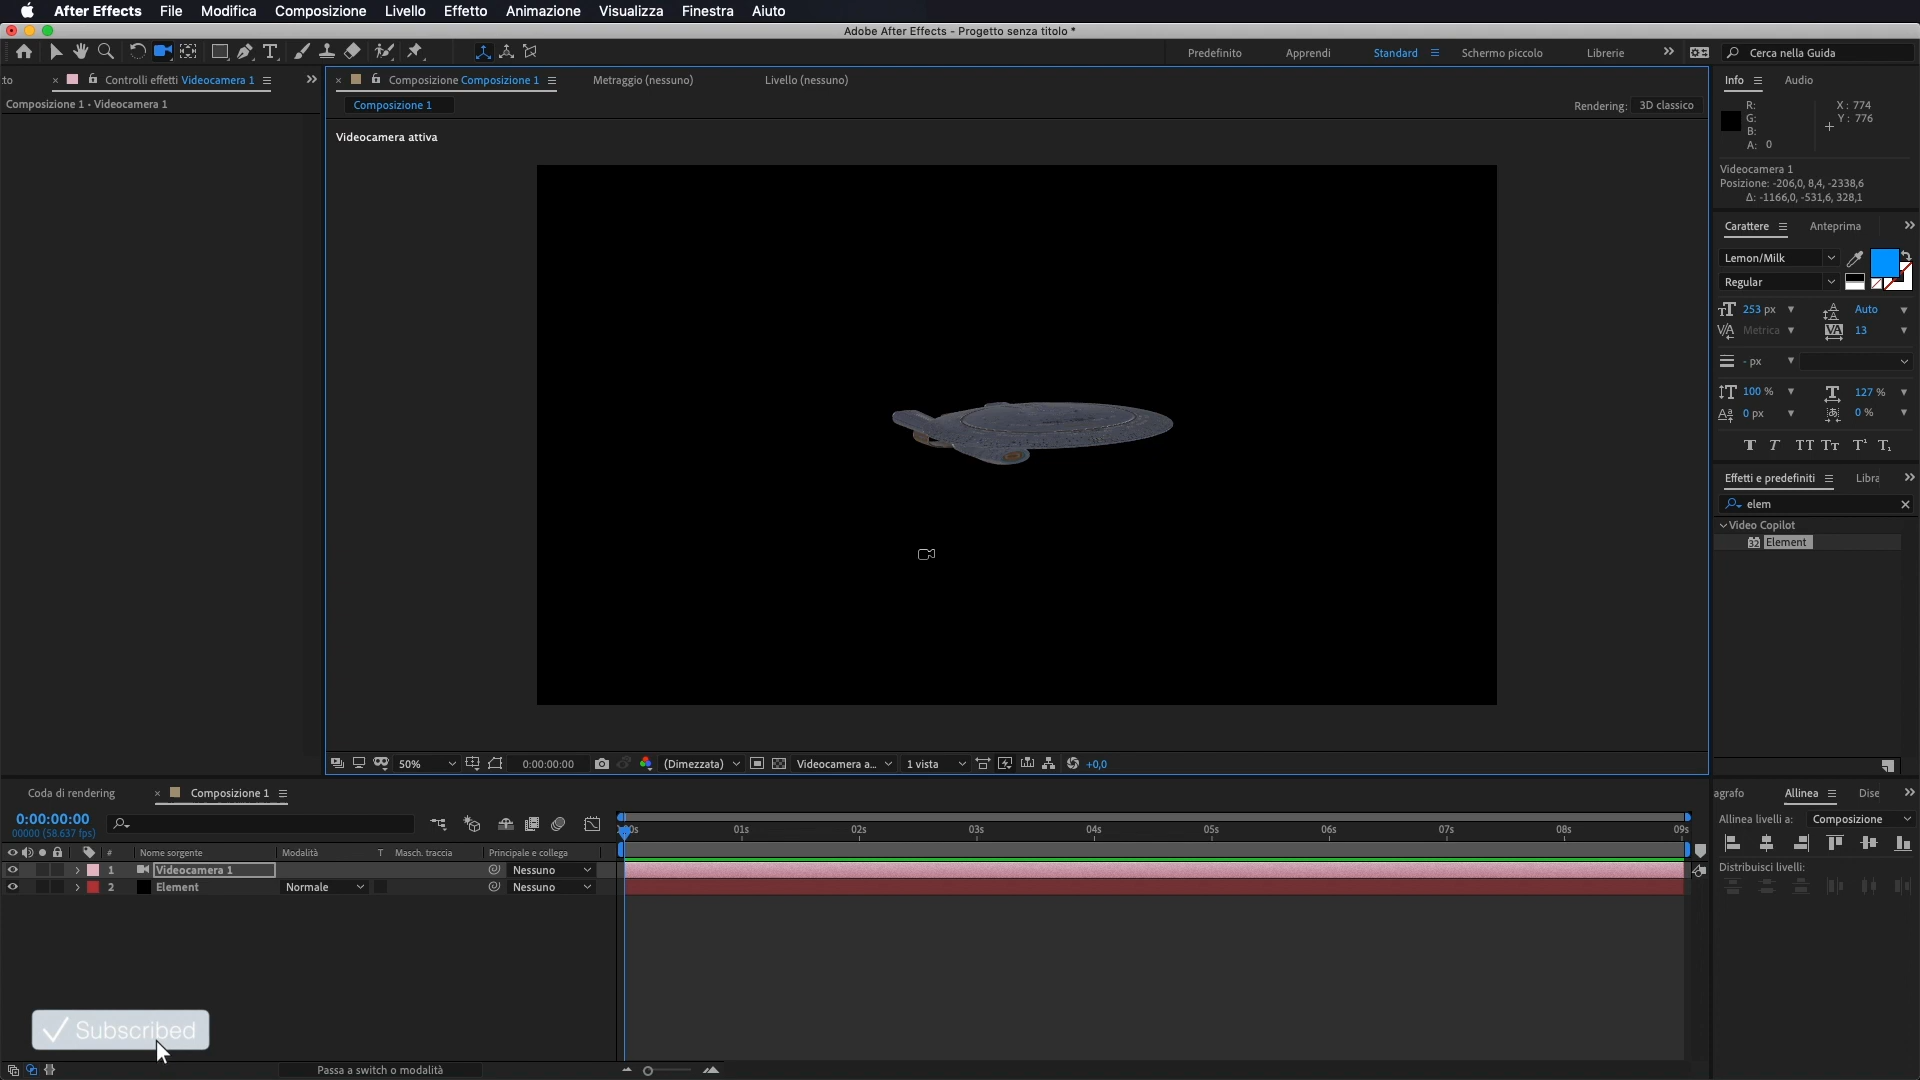 After Effects File Modifica Composizione Livello Effetto Animazione Visualizza Finestra Aiuto
Adobe After Effects - Progetto senza titolo *
Predefinito Apprendi Standard Schermo piccolo Librerie Cerca nella Guida
to × Controlli effetti Videocamera 1 × Composizione Composizione 1 Metraggio (nessuno) Livello (nessuno) Info Audio
Composizione 1 - Videocamera 1
Composizione 1 Rendering: 3D classico
Videocamera attiva
R:
G:
B:
A: 0
X: 774
Y: 776
Videocamera 1
Posizione: -206,0, 8,4, -2338,6
Δ: -1166,0, -531,6, 328,1
Carattere Anteprima
Lemon/Milk
Regular
253 px Auto
Metrica 13
- px
100 % 127 %
0 px 0 %
Effetti e predefiniti Libra
elem
Video Copilot
32 Element
50% 0:00:00:00 (Dimezzata) Videocamera a... 1 vista +0,0
Coda di rendering × Composizione 1
agrafo Allinea Dise
0:00:00:00
00000 (58.637 fps)
Allinea livelli a: Composizione
01s 02s 03s 04s 05s 06s 07s 08s 09s
# Nome sorgente Modalità T Masch. traccia Principale e collega
1 Videocamera 1 Nessuno
2 Element Normale Nessuno
Distribuisci livelli:
Subscribed
Passa a switch o modalità